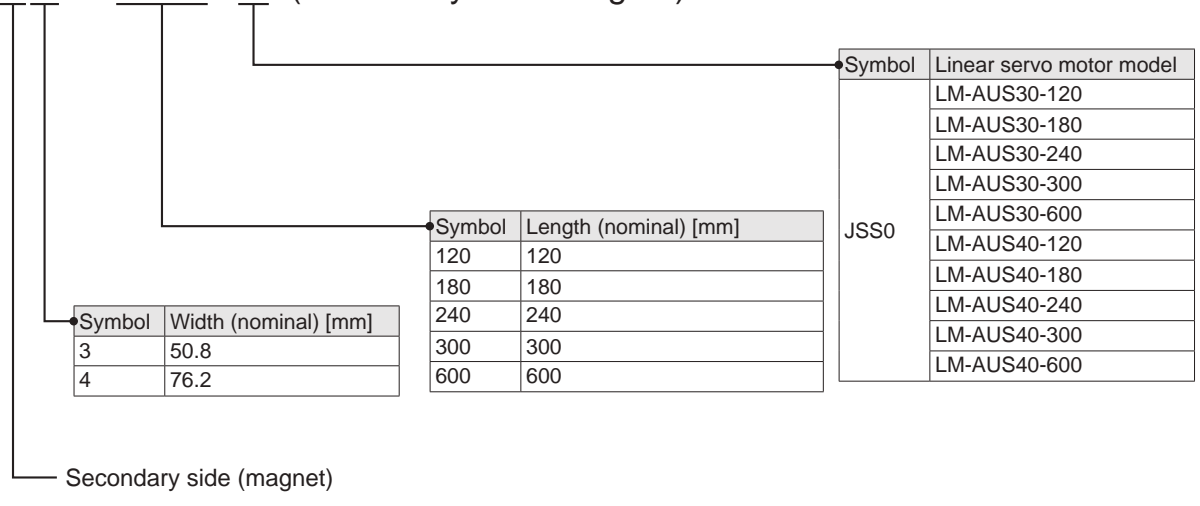 Symbol Linear servo motor model
JSS0
LM-AUS30-120
LM-AUS30-180
LM-AUS30-240
LM-AUS30-300
LM-AUS30-600
LM-AUS40-120
LM-AUS40-180
LM-AUS40-240
LM-AUS40-300
LM-AUS40-600
Symbol Length (nominal) [mm]
120 120
180 180
240 240
300 300
600 600
Symbol Width (nominal) [mm]
3 50.8
4 76.2
Secondary side (magnet)